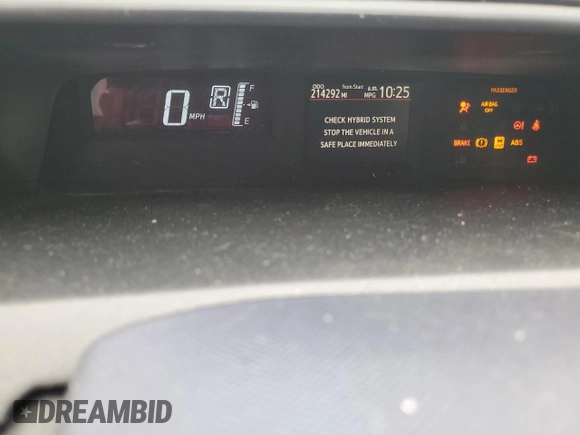 0 MPH
R
F
E
ODO from Start a.m.
214292 MI MPG 10:25
CHECK HYBRID SYSTEM
STOP THE VEHICLE IN A
SAFE PLACE IMMEDIATELY
PASSENGER
AIR BAG
OFF
BRAKE ABS
DREAMBID